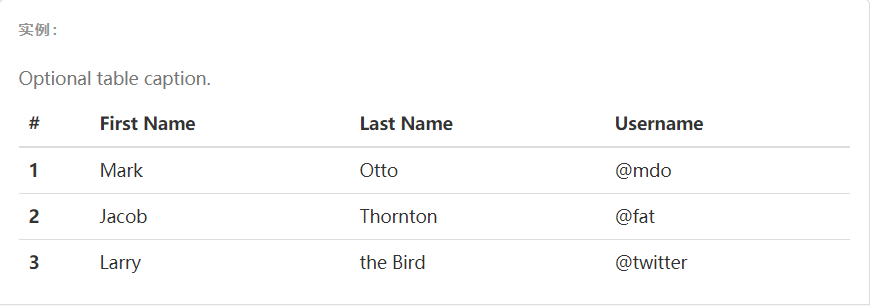 实例：
Optional table caption.
# First Name Last Name Username
1 Mark Otto @mdo
2 Jacob Thornton @fat
3 Larry the Bird @twitter